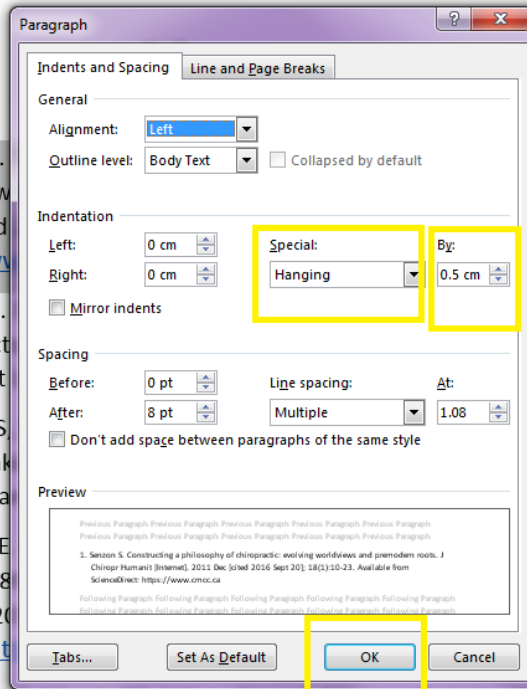 Paragraph
Indents and Spacing Line and Page Breaks
General
Alignment: Left
Outline level: Body Text Collapsed by default
Indentation
Left: 0 cm Special: By:
Right: 0 cm Hanging 0.5 cm
Mirror indents
Spacing
Before: 0 pt Line spacing: At:
After: 8 pt Multiple 1.08
Don't add space between paragraphs of the same style
Preview
Previous Paragraph Previous Paragraph Previous Paragraph Previous Paragraph Previous Paragraph
Previous Paragraph Previous Paragraph Previous Paragraph Previous Paragraph Previous Paragraph
1. Senzon S. Constructing a philosophy of chiropractic: evolving worldviews and premodern roots. J
Chiropr Humanit [Internet]. 2011 Dec [cited 2016 Sept 20]; 18(1):10-23. Available from
ScienceDirect: https://www.cmcc.ca
Following Paragraph Following Paragraph Following Paragraph Following Paragraph Following Paragraph
Following Paragraph Following Paragraph Following Paragraph Following Paragraph Following Paragraph
Tabs... Set As Default OK Cancel